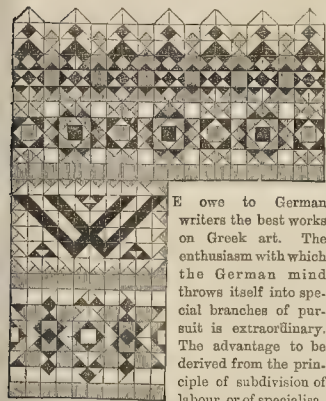 WE owe to German
writers the best works
on Greek art. The
enthusiasm with which
the German mind
throws itself into spe-
cial branches of pur-
suit is extraordinary.
The advantage to be
derived from the prin-
ciple of subdivision of
labour, or of specialisa